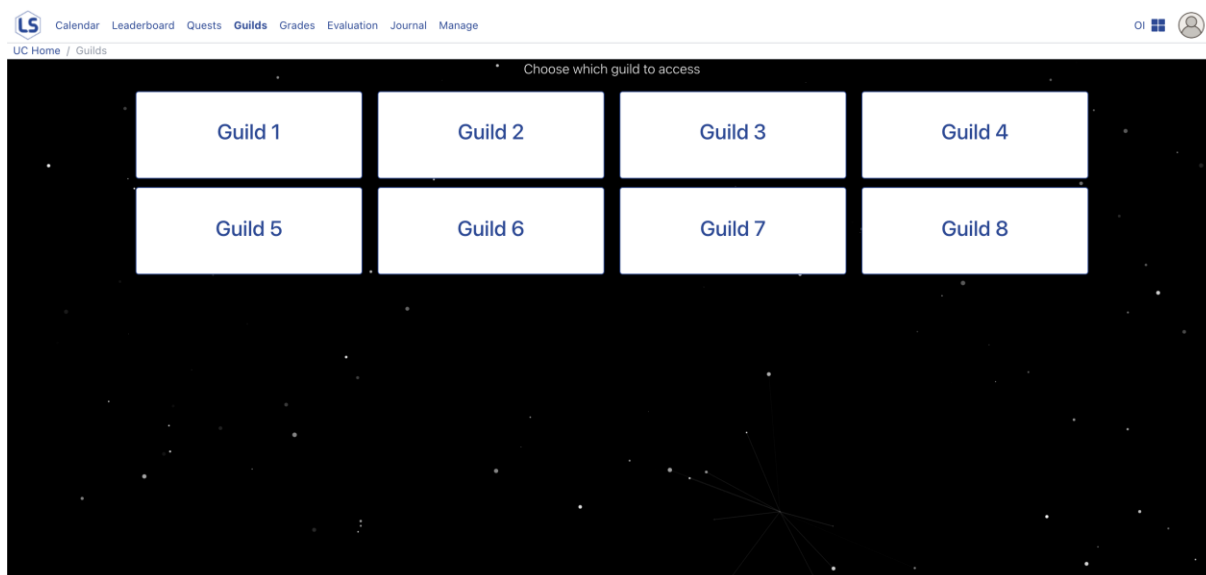 LS Calendar Leaderboard Quests Guilds Grades Evaluation Journal Manage OI
UC Home / Guilds
Choose which guild to access
Guild 1 Guild 2 Guild 3 Guild 4
Guild 5 Guild 6 Guild 7 Guild 8